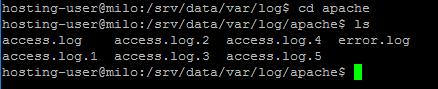 hosting-user@milo:/srv/data/var/log$ cd apache
hosting-user@milo:/srv/data/var/log/apache$ ls
access.log    access.log.2  access.log.4  error.log
access.log.1  access.log.3  access.log.5
hosting-user@milo:/srv/data/var/log/apache$